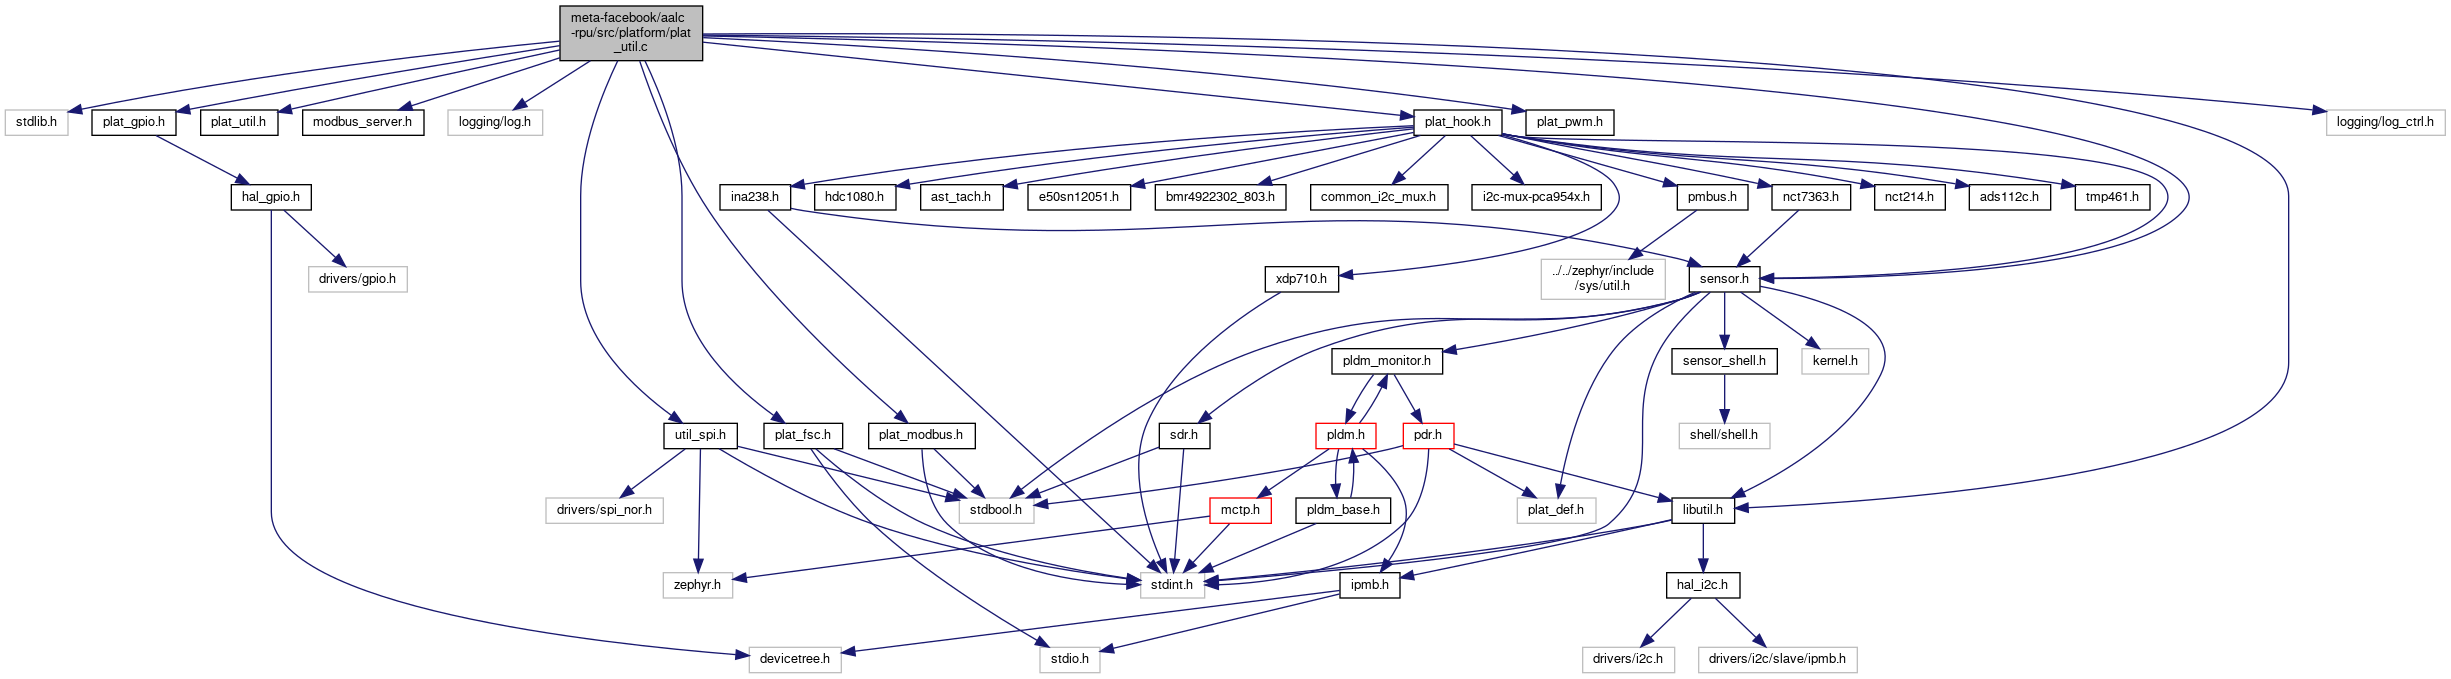 meta-facebook/aalc
-rpu/src/platform/plat
_util.c
stdlib.h
plat_gpio.h
plat_util.h
modbus_server.h
logging/log.h
plat_hook.h
plat_pwm.h
logging/log_ctrl.h
hal_gpio.h
ina238.h
hdc1080.h
ast_tach.h
e50sn12051.h
bmr4922302_803.h
common_i2c_mux.h
i2c-mux-pca954x.h
pmbus.h
nct7363.h
nct214.h
ads112c.h
tmp461.h
drivers/gpio.h
xdp710.h
../../zephyr/include
/sys/util.h
sensor.h
pldm_monitor.h
sensor_shell.h
kernel.h
util_spi.h
plat_fsc.h
plat_modbus.h
sdr.h
pldm.h
pdr.h
shell/shell.h
drivers/spi_nor.h
stdbool.h
mctp.h
pldm_base.h
plat_def.h
libutil.h
zephyr.h
stdint.h
ipmb.h
hal_i2c.h
devicetree.h
stdio.h
drivers/i2c.h
drivers/i2c/slave/ipmb.h